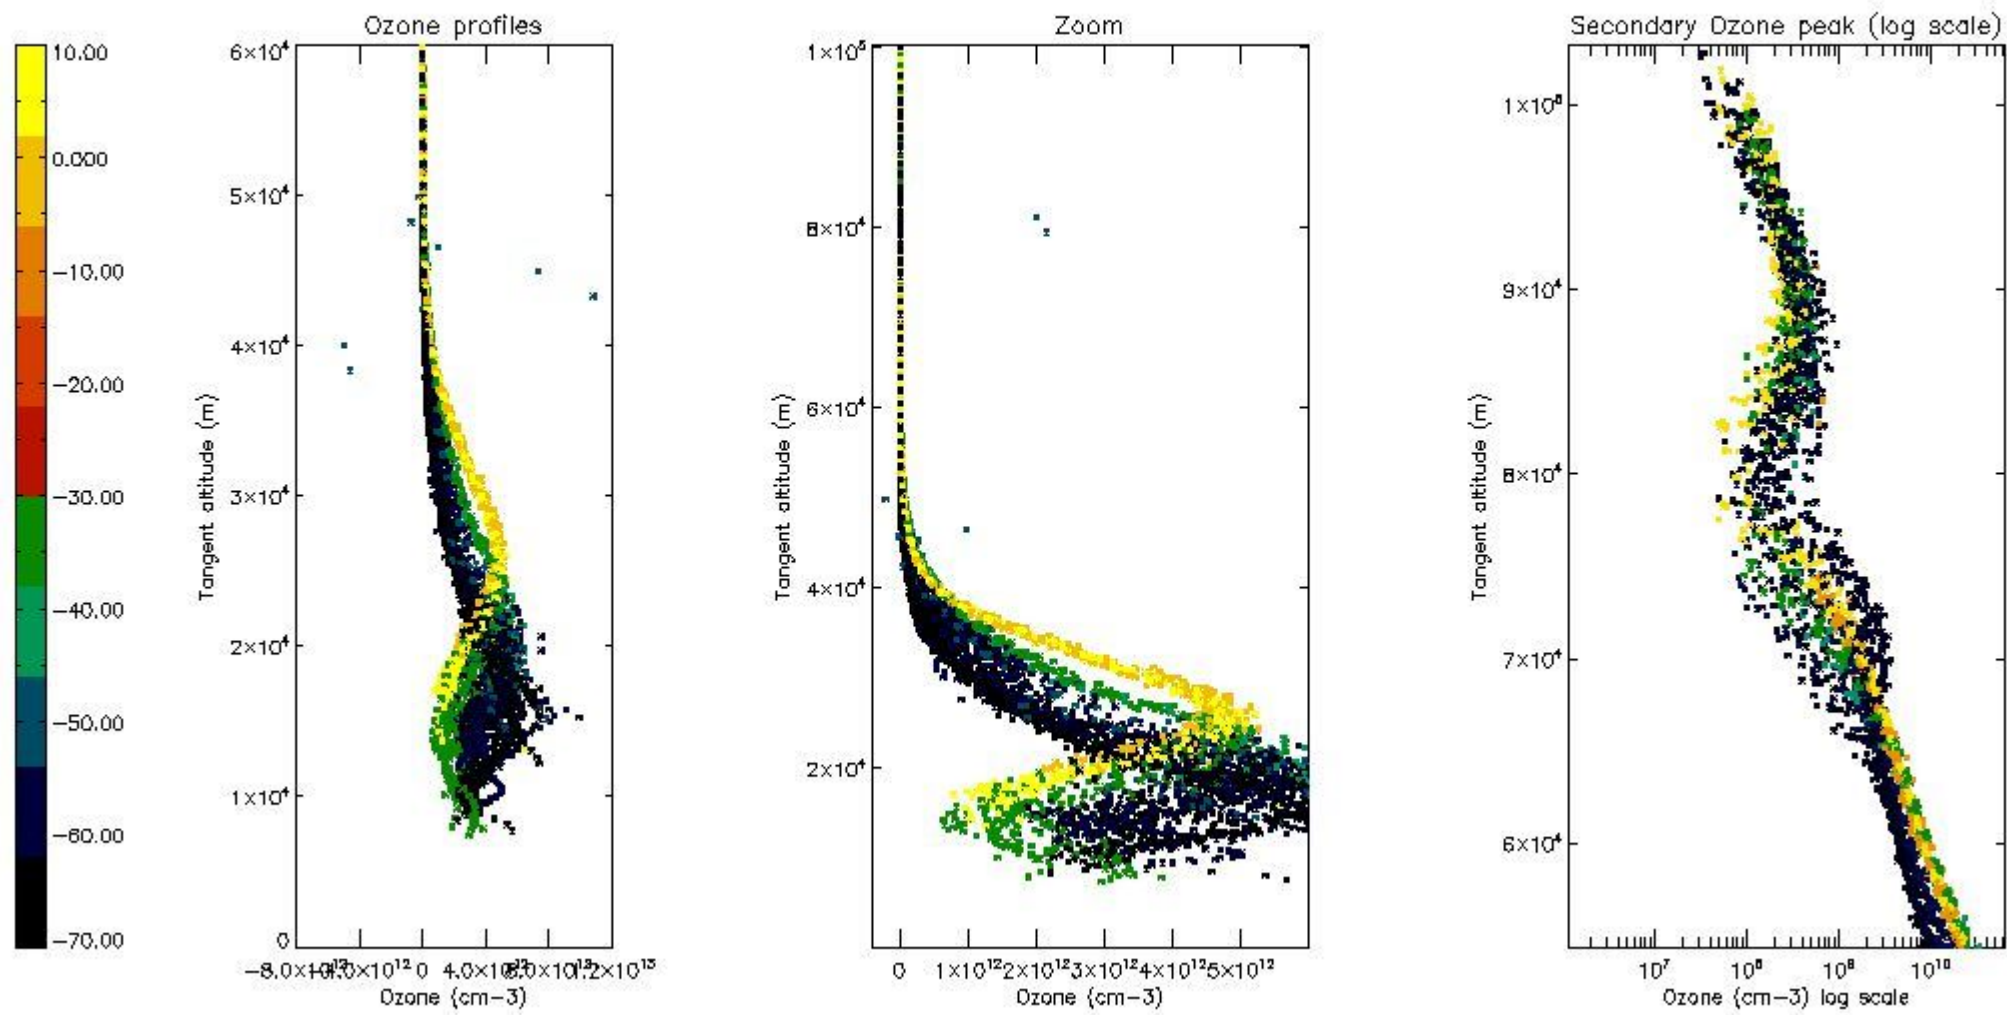 Ozone profiles
Zoom
Secondary Ozone peak (log scale)
10.00
0.000
−10.00
−20.00
−30.00
−40.00
−50.00
−60.00
−70.00
6×10⁴
5×10⁴
4×10⁴
3×10⁴
2×10⁴
1×10⁴
0
Tangent altitude (m)
0
Ozone (cm−3)
1×10⁵
8×10⁴
6×10⁴
4×10⁴
2×10⁴
Tangent altitude (m)
0 1×10¹² 2×10¹² 3×10¹² 4×10¹² 5×10¹²
Ozone (cm−3)
9×10⁴
8×10⁴
7×10⁴
6×10⁴
Tangent altitude (m)
10⁷ 10⁸ 10⁹ 10¹⁰
Ozone (cm−3) log scale